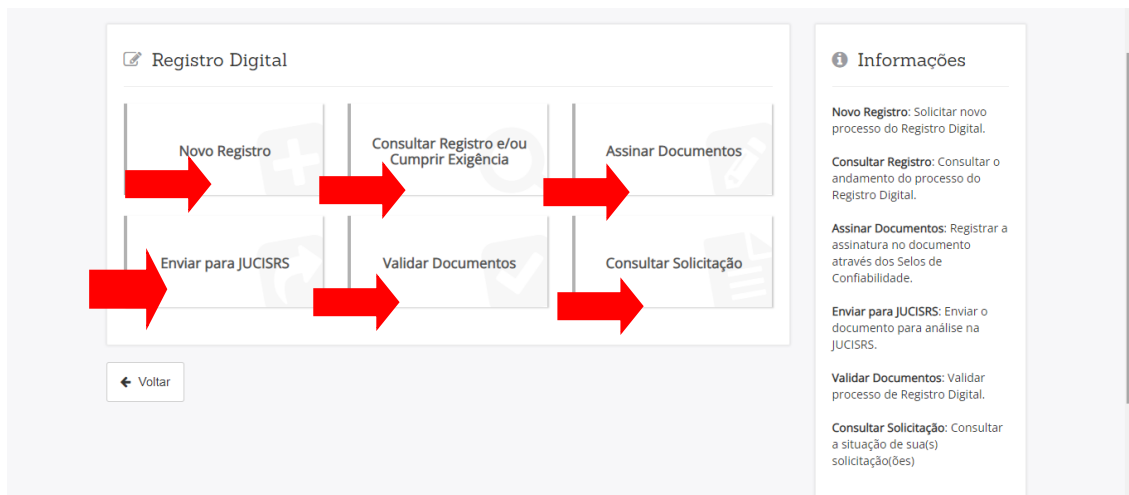 Registro Digital
Novo Registro
Consultar Registro e/ou
Cumprir Exigência
Assinar Documentos
Enviar para JUCISRS
Validar Documentos
Consultar Solicitação
Voltar
Informações
Novo Registro: Solicitar novo
processo do Registro Digital.
Consultar Registro: Consultar o
andamento do processo do
Registro Digital.
Assinar Documentos: Registrar a
assinatura no documento
através dos Selos de
Confiabilidade.
Enviar para JUCISRS: Enviar o
documento para análise na
JUCISRS.
Validar Documentos: Validar
processo de Registro Digital.
Consultar Solicitação: Consultar
a situação de sua(s)
solicitação(ões)